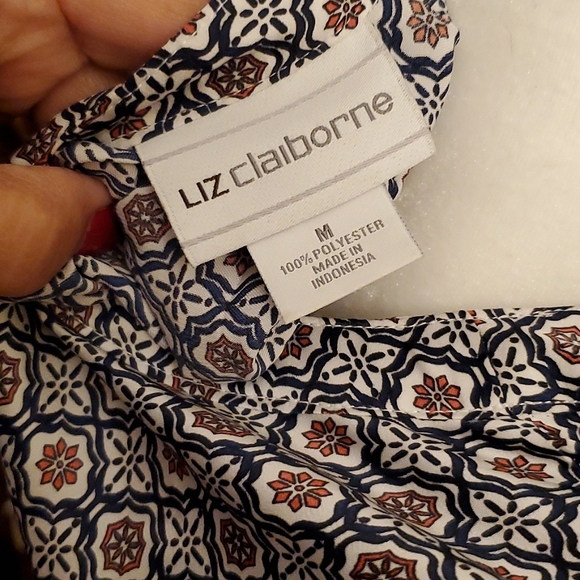 LIZ claiborne
M
100% POLYESTER
MADE IN
INDONESIA